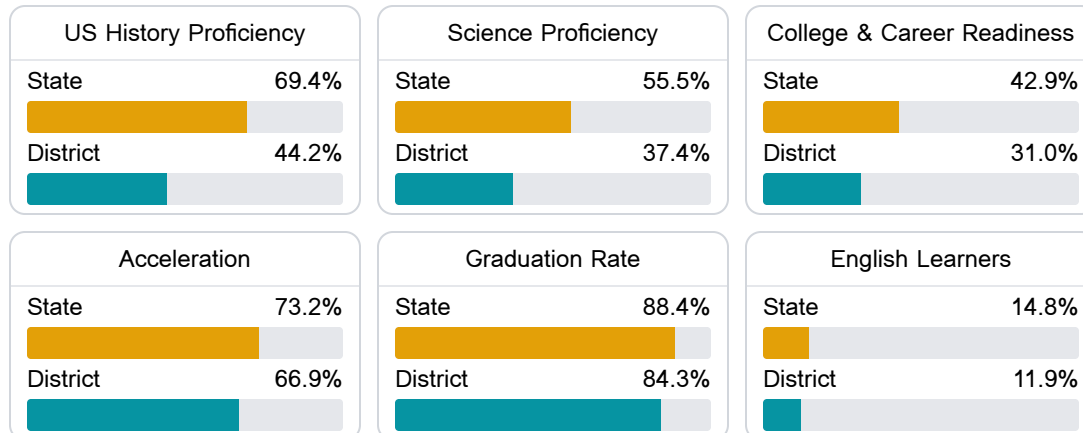 US History Proficiency
State 69.4%
District 44.2%
Science Proficiency
State 55.5%
District 37.4%
College & Career Readiness
State 42.9%
District 31.0%
Acceleration
State 73.2%
District 66.9%
Graduation Rate
State 88.4%
District 84.3%
English Learners
State 14.8%
District 11.9%